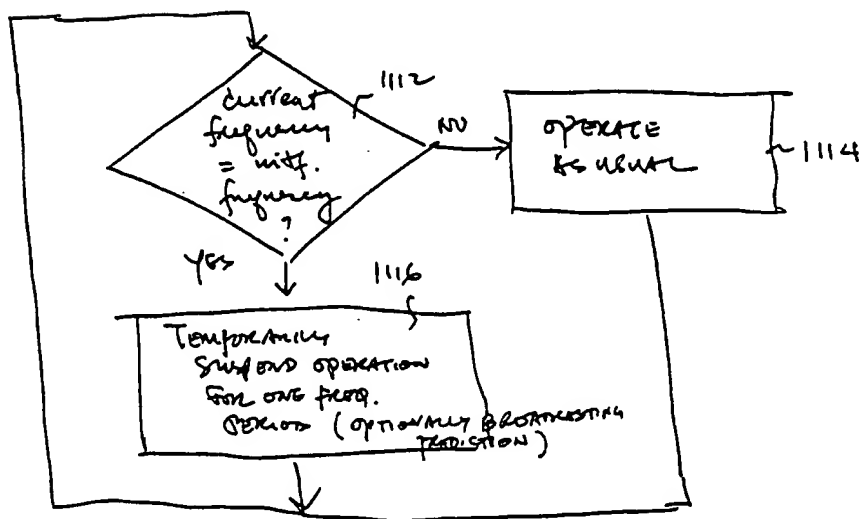 1112
current
frequency
= intf.
frequency
?
NO
OPERATE
AS USUAL
1114
YES
1116
TEMPORARILY
SUSPEND OPERATION
FOR ONE FREQ.
PERIOD (OPTIONALLY BROADCASTING
PREDICTION)